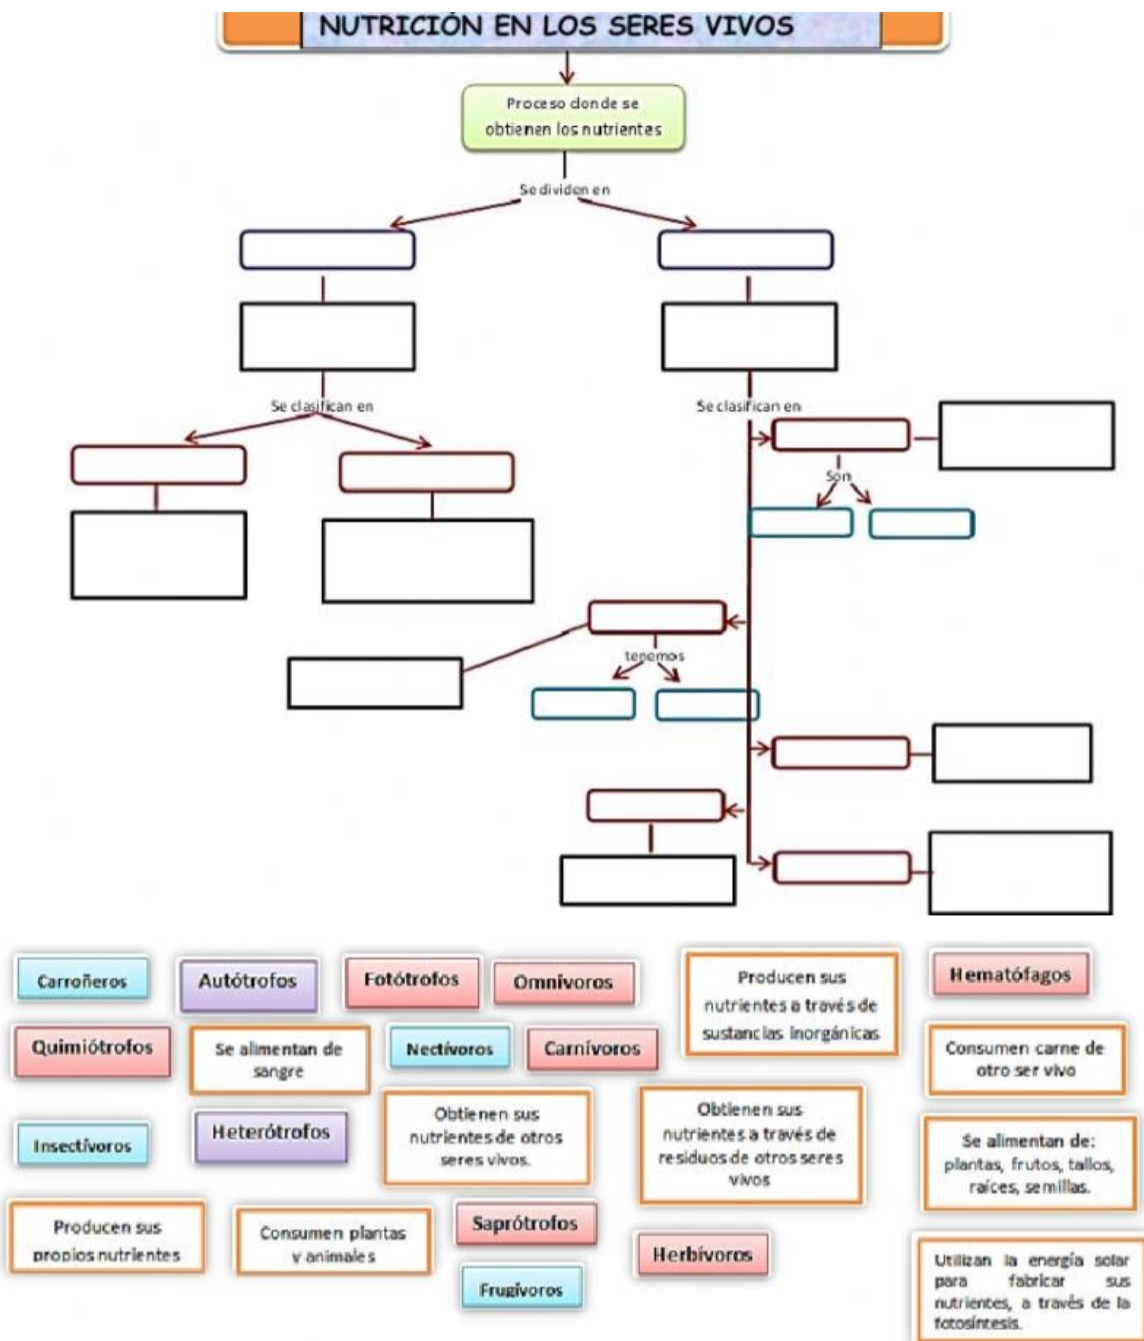 NUTRICIÓN EN LOS SERES VIVOS
Proceso donde se
obtienen los nutrientes
Se dividen en
Se clasifican en
Se clasifican en
Son
tenemos
Carroñeros
Autótrofos
Fotótrofos
Omnívoros
Producen sus
nutrientes a través de
sustancias inorgánicas
Hematófagos
Quimiótrofos
Se alimentan de
sangre
Nectívoros
Carnívoros
Consumen carne de
otro ser vivo
Insectívoros
Heterótrofos
Obtienen sus
nutrientes de otros
seres vivos.
Obtienen sus
nutrientes a través de
residuos de otros seres
vivos
Se alimentan de:
plantas, frutos, tallos,
raíces, semillas.
Producen sus
propios nutrientes
Consumen plantas
y animales
Saprótrofos
Frugívoros
Herbívoros
Utilizan la energía solar
para fabricar sus
nutrientes, a través de la
fotosíntesis.